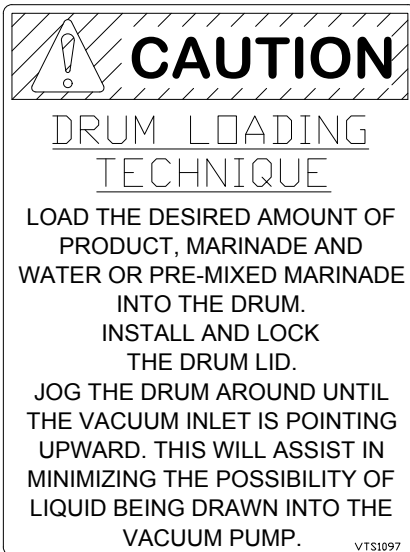 CAUTION
DRUM LOADING
TECHNIQUE
LOAD THE DESIRED AMOUNT OF
PRODUCT, MARINADE AND
WATER OR PRE-MIXED MARINADE
INTO THE DRUM.
INSTALL AND LOCK
THE DRUM LID.
JOG THE DRUM AROUND UNTIL
THE VACUUM INLET IS POINTING
UPWARD. THIS WILL ASSIST IN
MINIMIZING THE POSSIBILITY OF
LIQUID BEING DRAWN INTO THE
VACUUM PUMP.
VTS1097